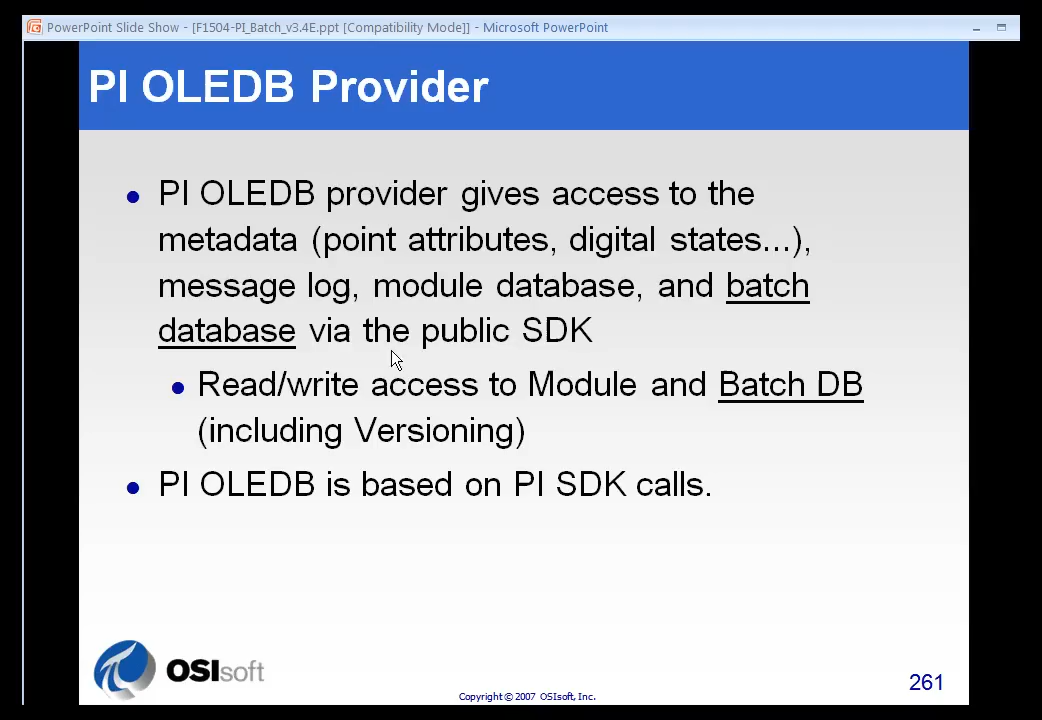 PowerPoint Slide Show - [F1504-PI_Batch_v3.4E.ppt [Compatibility Mode]] - Microsoft PowerPoint
PI OLEDB Provider
• PI OLEDB provider gives access to the
metadata (point attributes, digital states...),
message log, module database, and batch
database via the public SDK
• Read/write access to Module and Batch DB
(including Versioning)
• PI OLEDB is based on PI SDK calls.
OSIsoft
Copyright © 2007 OSIsoft, Inc.
261